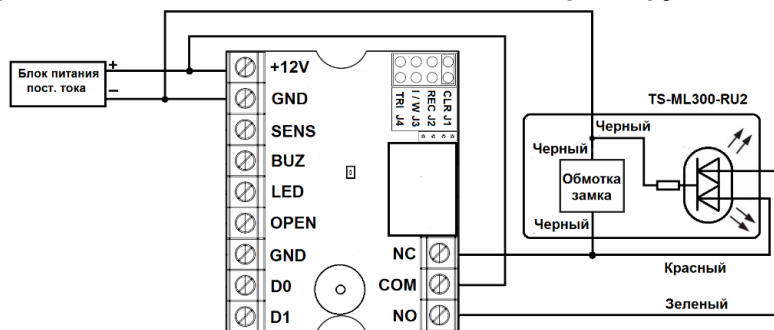 +
Блок питания
пост. тока
–
+12V
GND
SENS
BUZ
LED
OPEN
GND
D0
D1
CLR J1
REC J2
I / W J3
TRI J4
NC
COM
NO
TS-ML300-RU2
Черный
Черный
Обмотка
замка
Черный
Красный
Зеленый